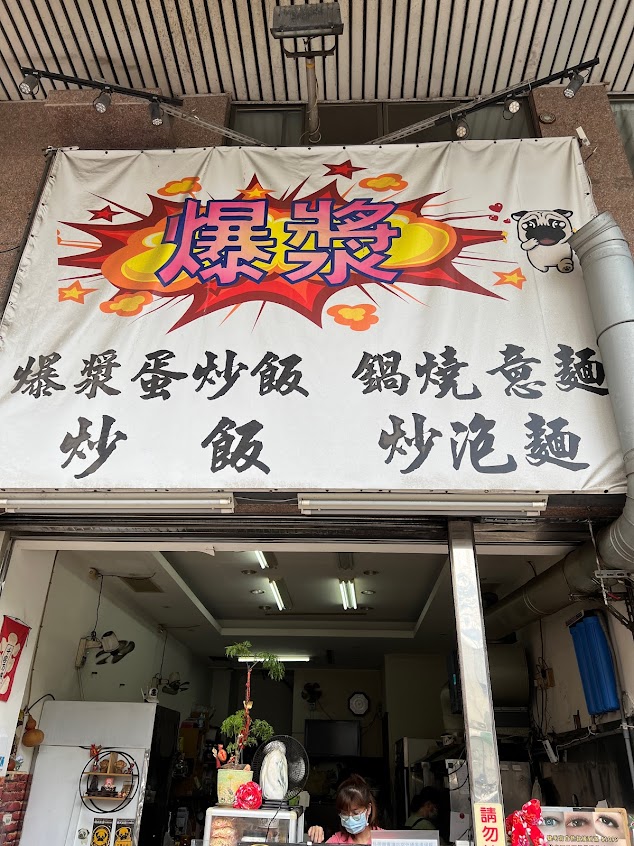 爆漿
爆漿蛋炒飯 鍋燒意麵
炒 飯 炒泡麵
請勿